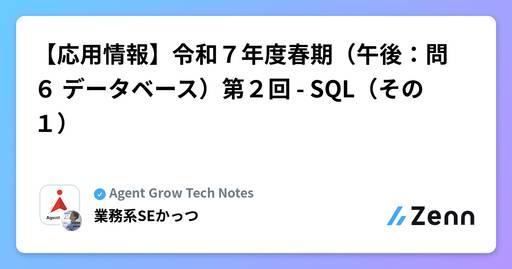 【応用情報】令和７年度春期（午後：問
６ データベース）第２回 - SQL（その
１）
Agent Grow Tech Notes
Agent
業務系SEかっつ
Zenn